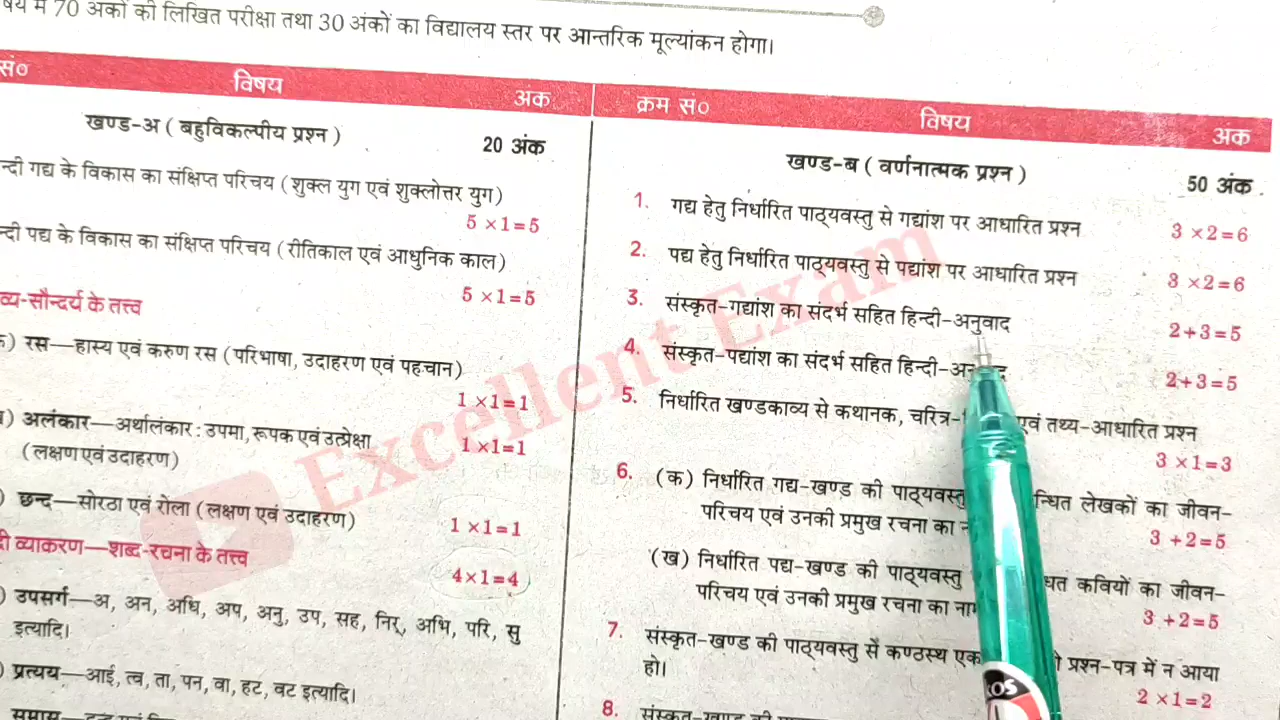 में 70 अंकों की लिखित परीक्षा तथा 30 अंकों का विद्यालय स्तर पर आन्तरिक मूल्यांकन होगा।
सं० विषय अंक
खण्ड-अ ( बहुविकल्पीय प्रश्न ) 20 अंक
न्दी गद्य के विकास का संक्षिप्त परिचय (शुक्ल युग एवं शुक्लोत्तर युग)
5 ×1=5
न्दी पद्य के विकास का संक्षिप्त परिचय (रीतिकाल एवं आधुनिक काल)
5 ×1=5
व्य-सौन्दर्य के तत्त्व
) रस—हास्य एवं करुण रस (परिभाषा, उदाहरण एवं पहचान)
1 ×1=1
) अलंकार—अर्थालंकार : उपमा, रूपक एवं उत्प्रेक्षा
(लक्षण एवं उदाहरण) 1 ×1=1
) छन्द—सोरठा एवं रोला (लक्षण एवं उदाहरण)
1 ×1=1
दी व्याकरण—शब्द-रचना के तत्त्व
4×1=4
) उपसर्ग—अ, अन, अधि, अप, अनु, उप, सह, निर्, अभि, परि, सु
इत्यादि।
) प्रत्यय—आई, त्व, ता, पन, वा, हट, वट इत्यादि।
समास—
क्रम सं० विषय अंक
खण्ड-ब ( वर्णनात्मक प्रश्न ) 50 अंक
1. गद्य हेतु निर्धारित पाठ्यवस्तु से गद्यांश पर आधारित प्रश्न
3 ×2=6
2. पद्य हेतु निर्धारित पाठ्यवस्तु से पद्यांश पर आधारित प्रश्न
3 ×2=6
3. संस्कृत-गद्यांश का संदर्भ सहित हिन्दी-अनुवाद
2+3=5
4. संस्कृत-पद्यांश का संदर्भ सहित हिन्दी-
2+3=5
5. निर्धारित खण्डकाव्य से कथानक, चरित्र- एवं तथ्य-आधारित प्रश्न
3 ×1=3
6. (क) निर्धारित गद्य-खण्ड की पाठ्यवस्तु न्धित लेखकों का जीवन-
परिचय एवं उनकी प्रमुख रचना का
3 +2=5
(ख) निर्धारित पद्य-खण्ड की पाठ्यवस्तु कवियों का जीवन-
परिचय एवं उनकी प्रमुख रचना का
3 +2=5
7. संस्कृत-खण्ड की पाठ्यवस्तु से कण्ठस्थ एक प्रश्न-पत्र में न आया
हो।
2 ×1=2
8. संस्कृत-खण्ड की
Excellent Exam